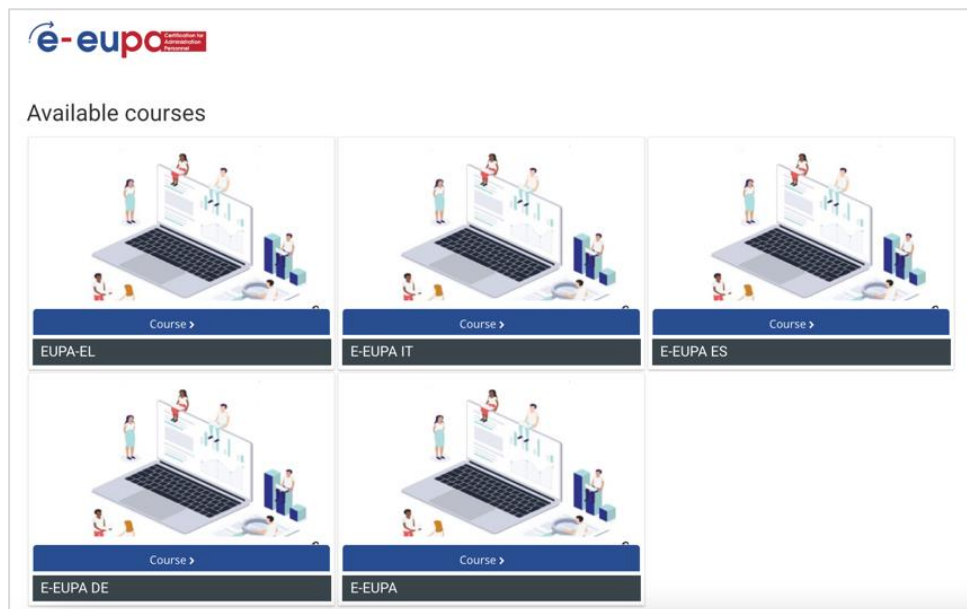 e-eupa
Certification for
Administration
Personnel
Available courses
Course >
EUPA-EL
Course >
E-EUPA IT
Course >
E-EUPA ES
Course >
E-EUPA DE
Course >
E-EUPA